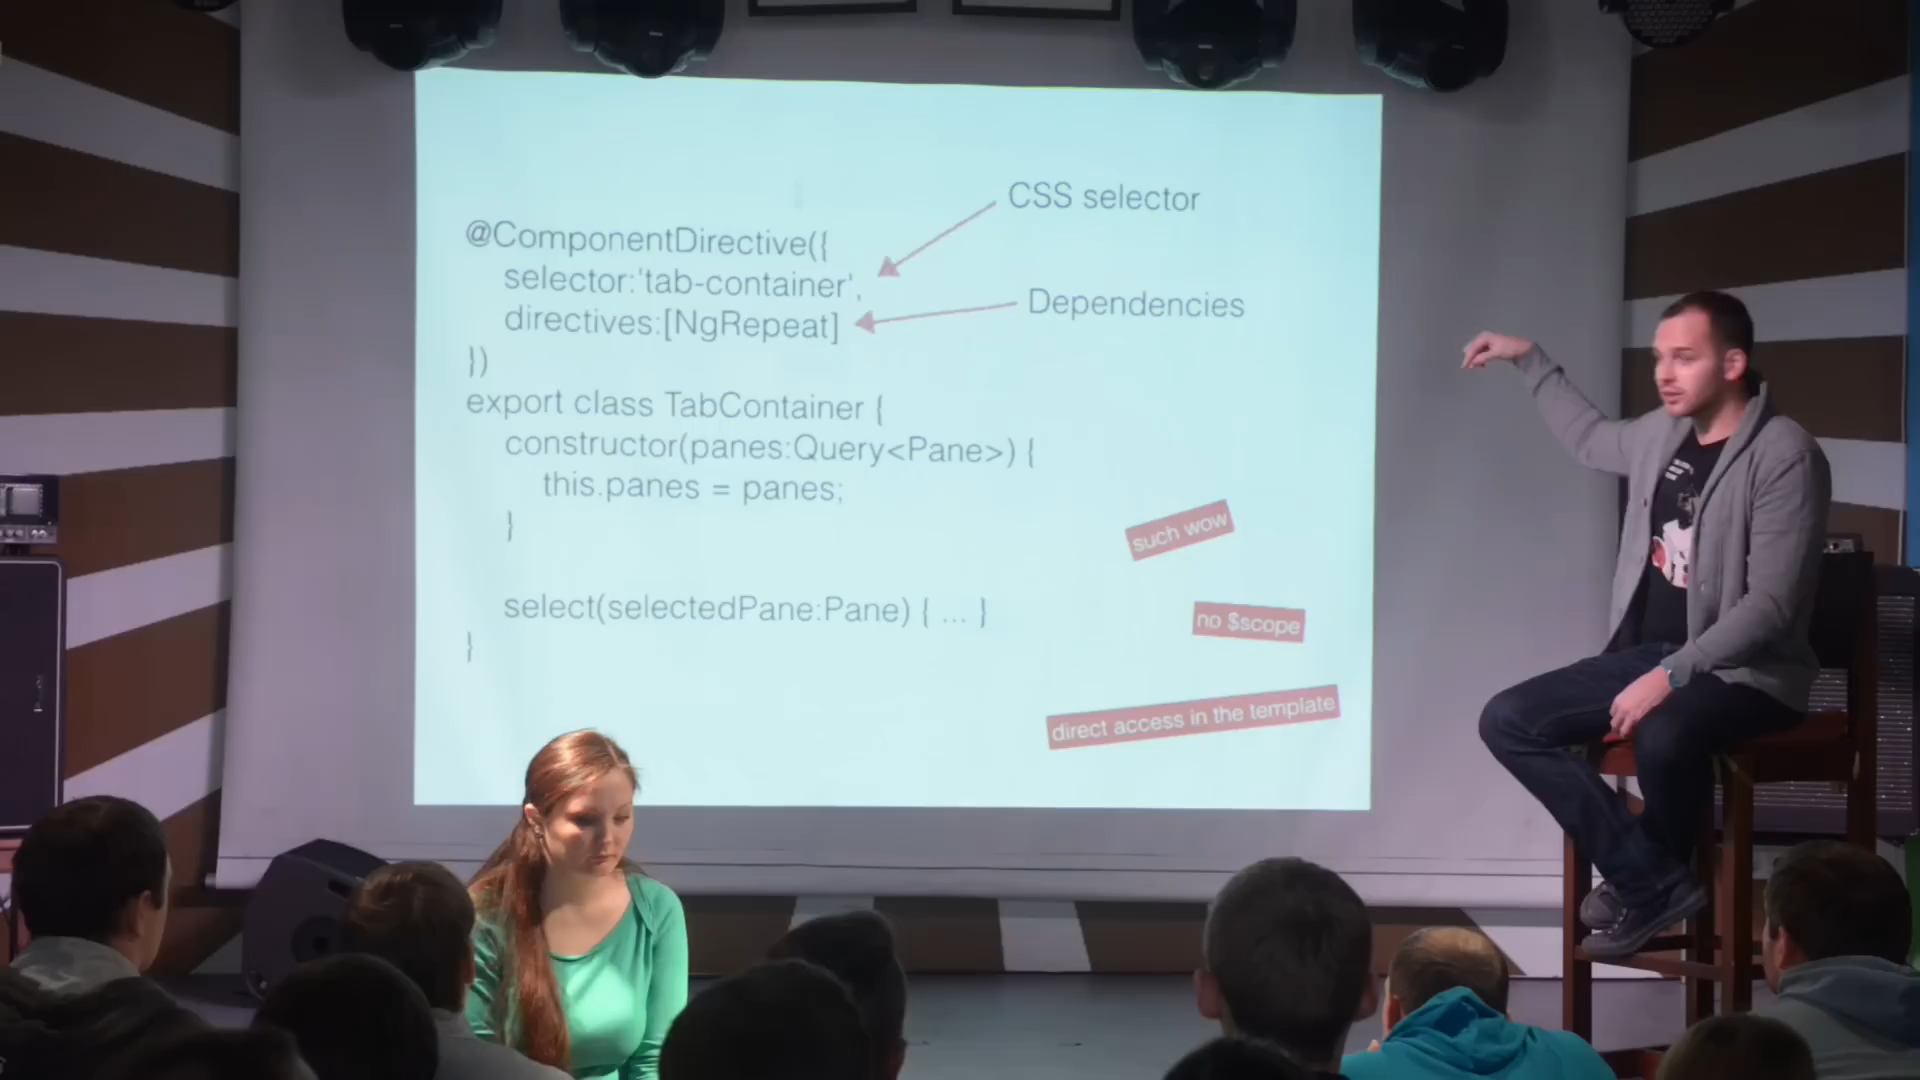 CSS selector
@ComponentDirective({
selector:'tab-container',
directives:[NgRepeat]
Dependencies
})
export class TabContainer {
constructor(panes:Query<Pane>) {
this.panes = panes;
}
such wow
select(selectedPane:Pane) { ... }
no $scope
}
direct access in the template